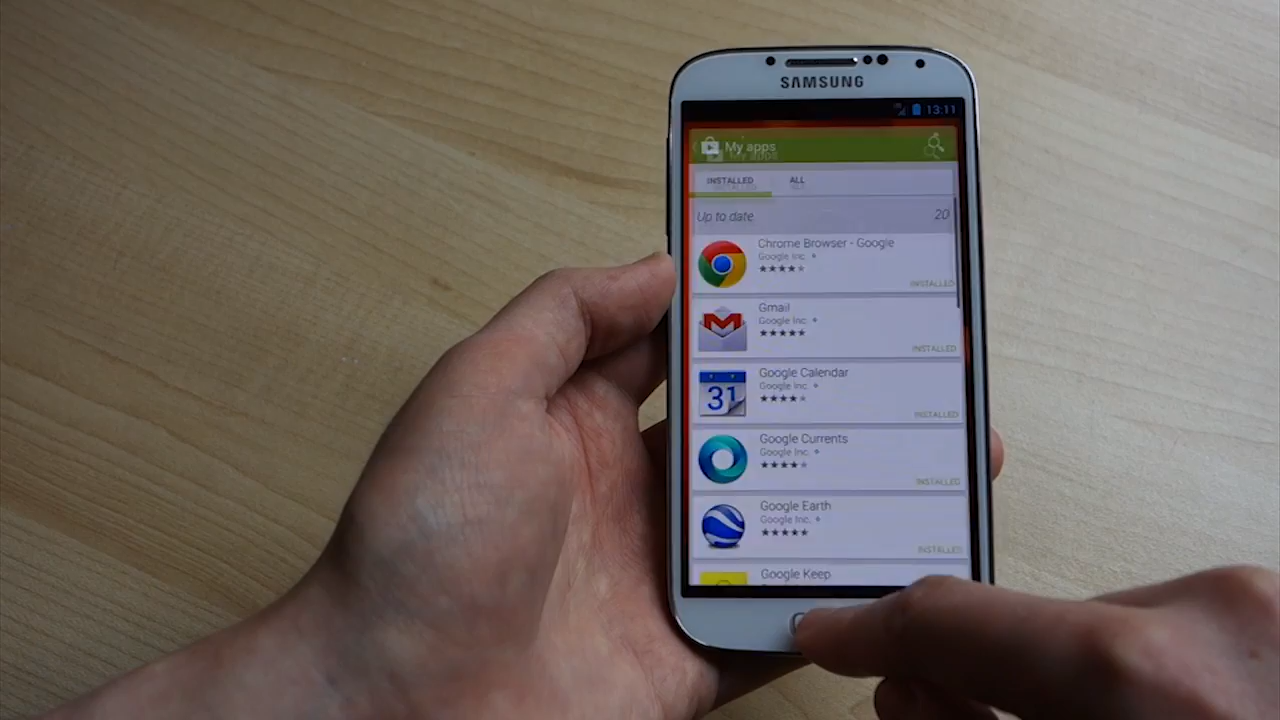 SAMSUNG
13:11
My apps
INSTALLED ALL
Up to date 20
Chrome Browser - Google
Google Inc.
INSTALLED
Gmail
Google Inc.
INSTALLED
Google Calendar
31
Google Inc.
INSTALLED
Google Currents
Google Inc.
INSTALLED
Google Earth
Google Inc.
INSTALLED
Google Keep